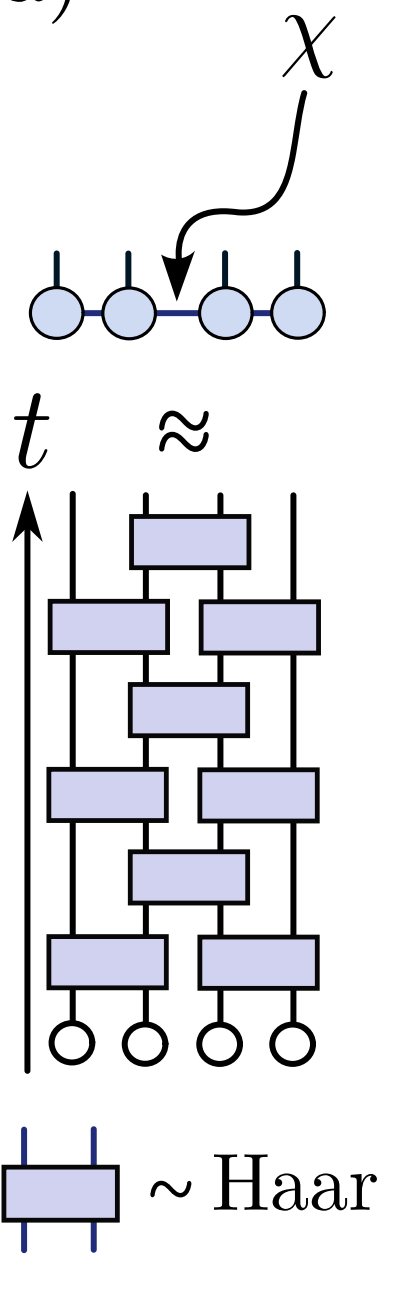 χ
t ≈
~ Haar